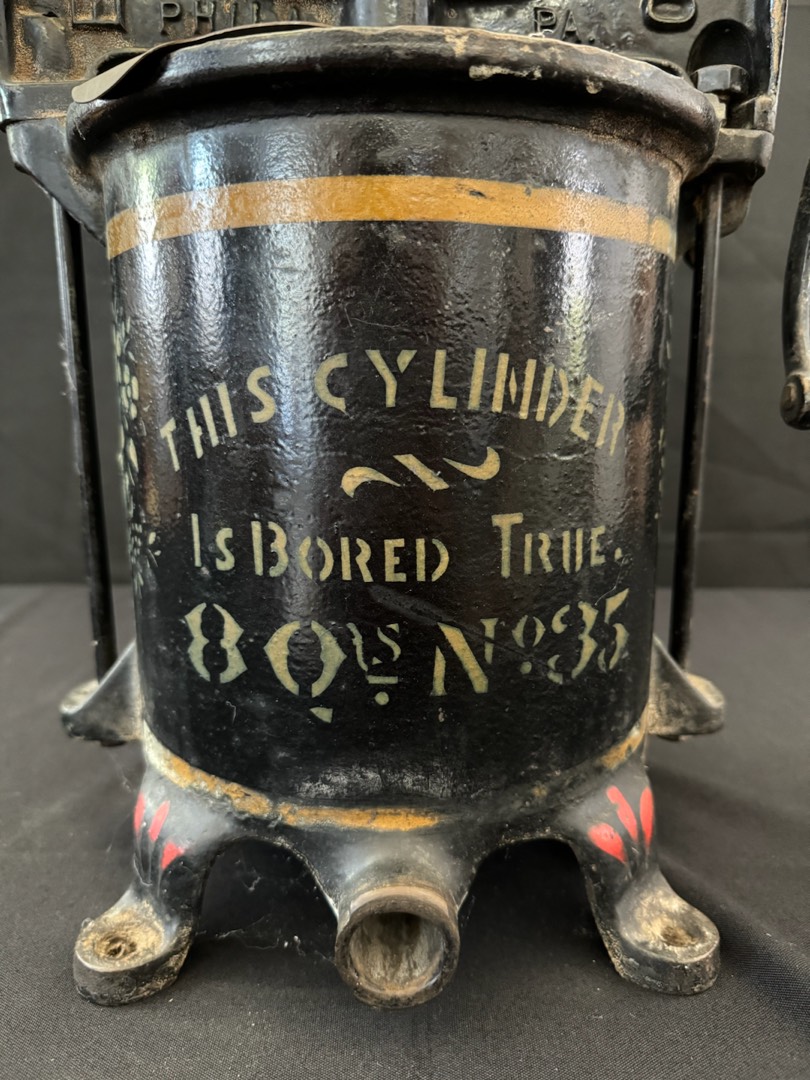 PHIL PA.
THIS CYLINDER
IS BORED TRUE.
8 QTS No 35